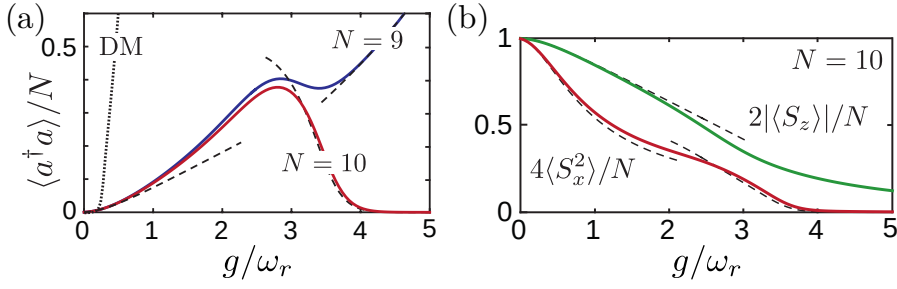 (a)
0.5
0
⟨a†a⟩/N
DM
N = 9
N = 10
0 1 2 3 4 5
g/ωr
(b)
1
0.5
0
N = 10
2|⟨Sz⟩|/N
4⟨Sx²⟩/N
0 1 2 3 4 5
g/ωr